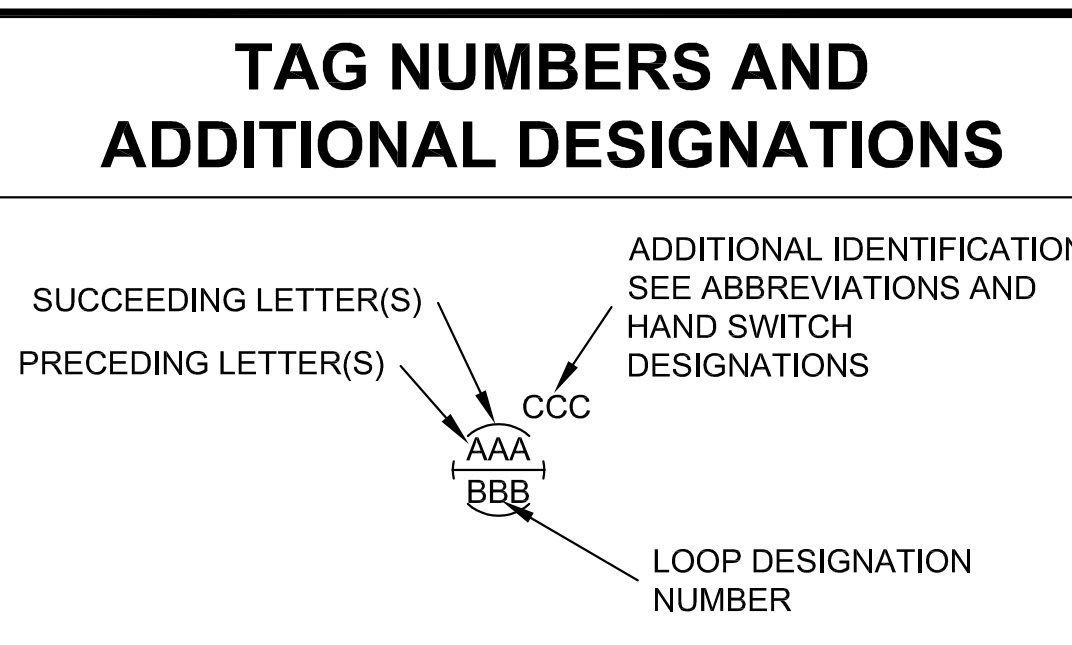 TAG NUMBERS AND
ADDITIONAL DESIGNATIONS
ADDITIONAL IDENTIFICATION
SEE ABBREVIATIONS AND
HAND SWITCH
DESIGNATIONS
SUCCEEDING LETTER(S)
PRECEDING LETTER(S)
CCC
AAA
BBB
LOOP DESIGNATION
NUMBER